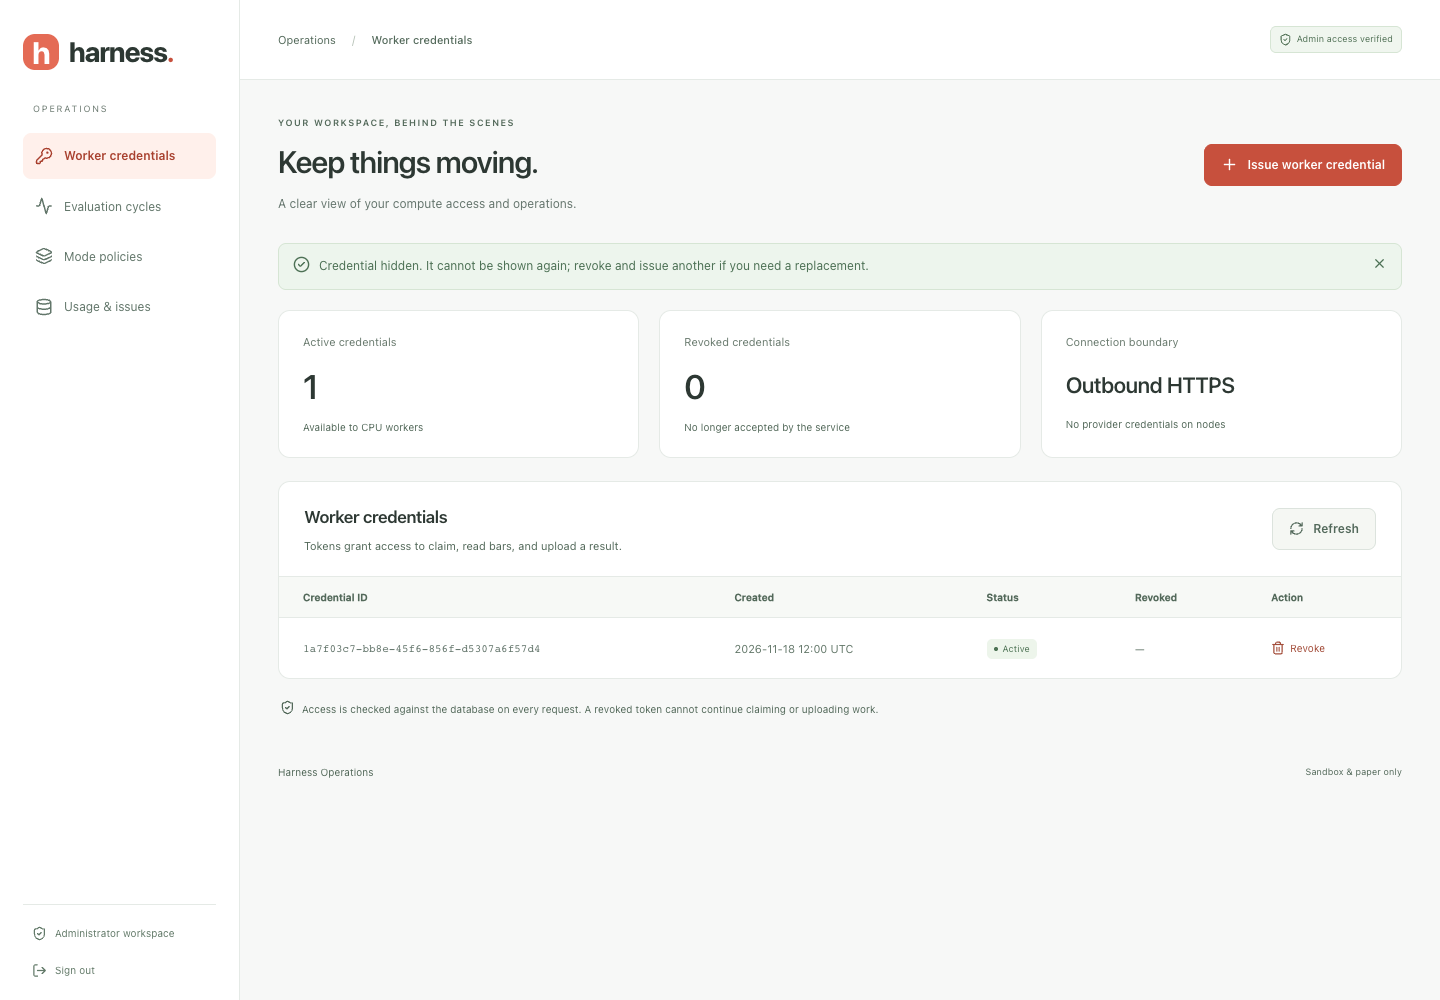 h harness.
OPERATIONS
Worker credentials
Evaluation cycles
Mode policies
Usage & issues
Administrator workspace
Sign out
Operations / Worker credentials
Admin access verified
YOUR WORKSPACE, BEHIND THE SCENES
Keep things moving.
A clear view of your compute access and operations.
Issue worker credential
Credential hidden. It cannot be shown again; revoke and issue another if you need a replacement.
Active credentials
1
Available to CPU workers
Revoked credentials
0
No longer accepted by the service
Connection boundary
Outbound HTTPS
No provider credentials on nodes
Worker credentials
Tokens grant access to claim, read bars, and upload a result.
Refresh
Credential ID Created Status Revoked Action
1a7f03c7-bb8e-45f6-856f-d5307a6f57d4 2026-11-18 12:00 UTC Active — Revoke
Access is checked against the database on every request. A revoked token cannot continue claiming or uploading work.
Harness Operations
Sandbox & paper only